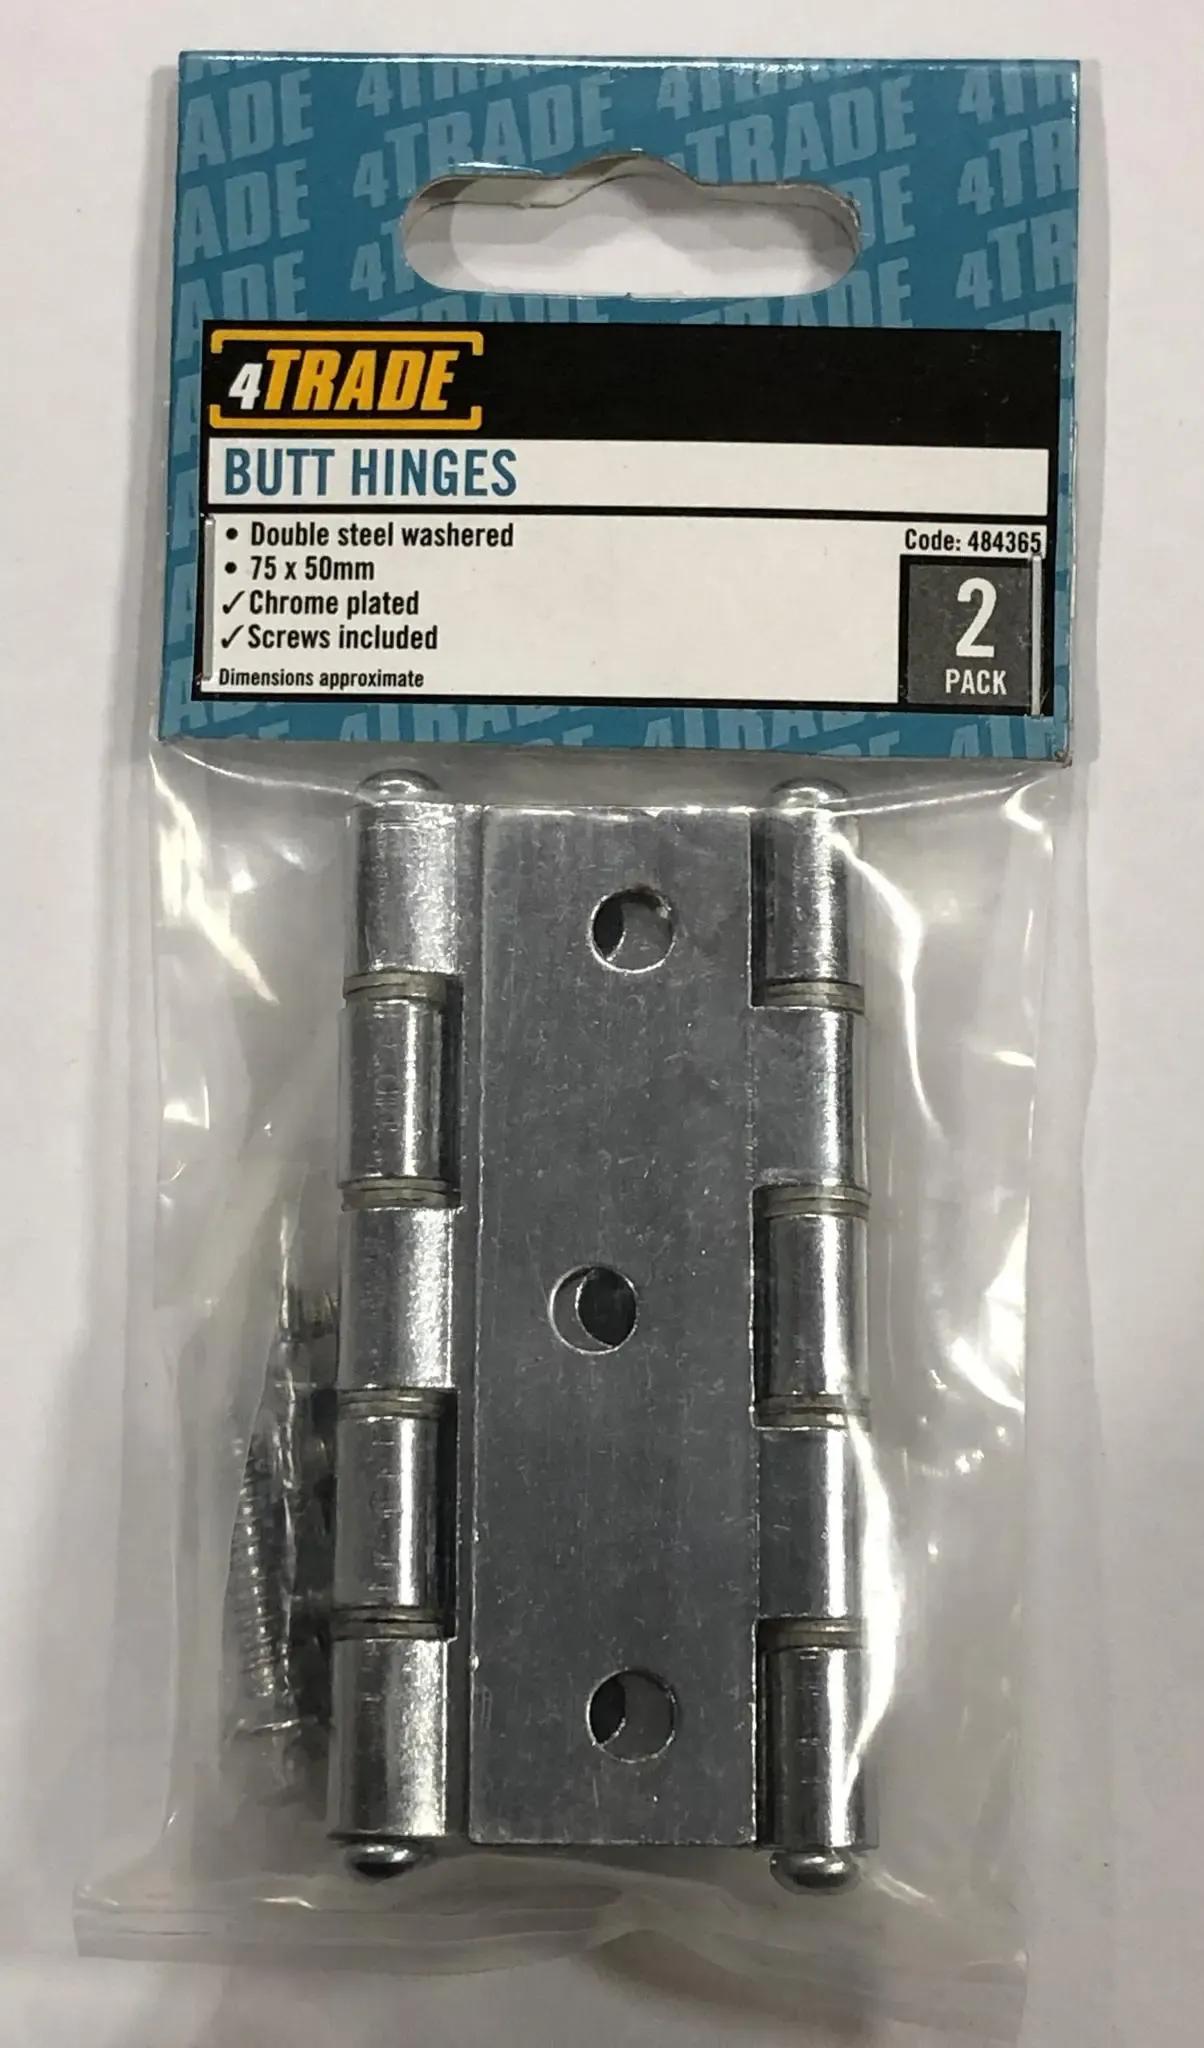 4TRADE
BUTT HINGES
• Double steel washered
• 75 x 50mm
✓ Chrome plated
✓ Screws included
Dimensions approximate
Code: 484365
2
PACK